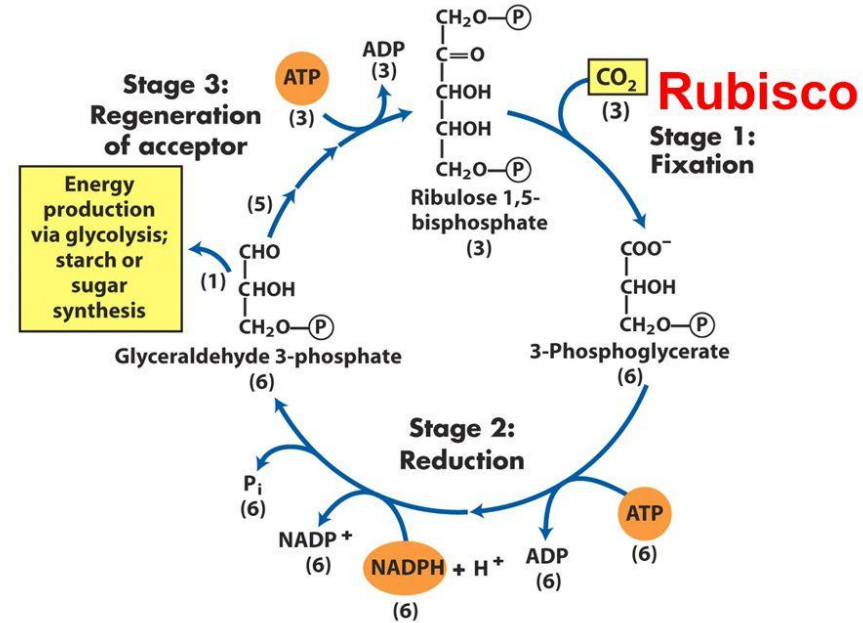 CH₂O—P
C=O
CHOH
CHOH
CH₂O—P
Ribulose 1,5-
bisphosphate
(3)
CO₂
(3)
Rubisco
Stage 1:
Fixation
COO⁻
CHOH
CH₂O—P
3-Phosphoglycerate
(6)
Stage 2:
Reduction
ATP
(6)
ADP
(6)
NADPH + H⁺
(6)
NADP⁺
(6)
Pᵢ
(6)
CHO
CHOH
CH₂O—P
Glyceraldehyde 3-phosphate
(6)
(1)
Energy
production
via glycolysis;
starch or
sugar
synthesis
(5)
Stage 3:
Regeneration
of acceptor
ATP
(3)
ADP
(3)